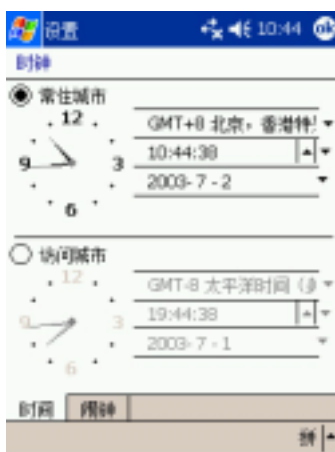 设置 10:44 ok
时钟
常住城市
12
9
3
6
GMT+8 北京，香港特
10:44:38
2003-7-2
访问城市
12
9
3
6
GMT-8 太平洋时间 (
19:44:38
2003-7-1
时间 闹钟
拼